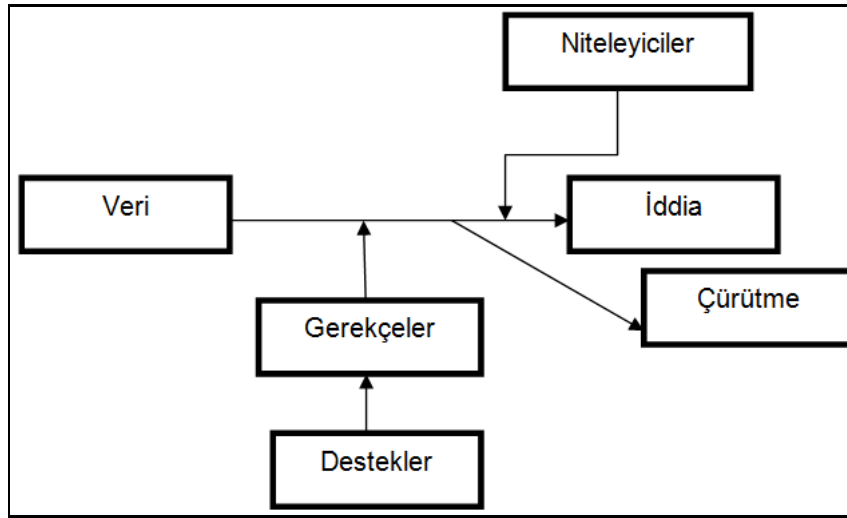 Niteleyiciler
Veri
İddia
Çürütme
Gerekçeler
Destekler